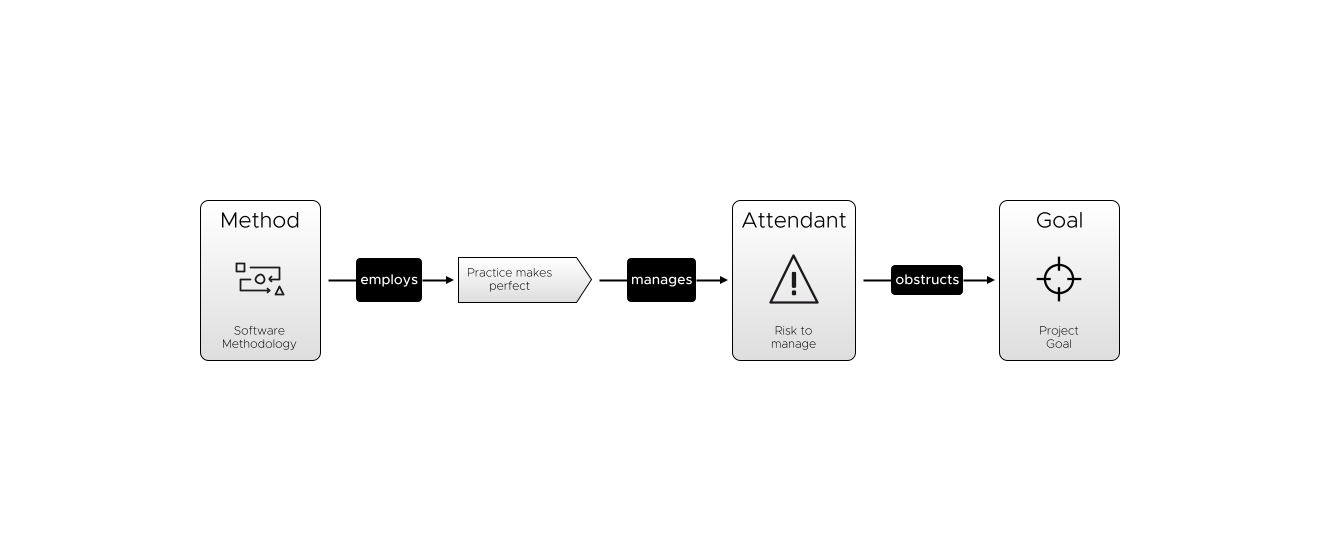 Method
Software
Methodology
employs
Practice makes
perfect
manages
Attendant
Risk to
manage
obstructs
Goal
Project
Goal